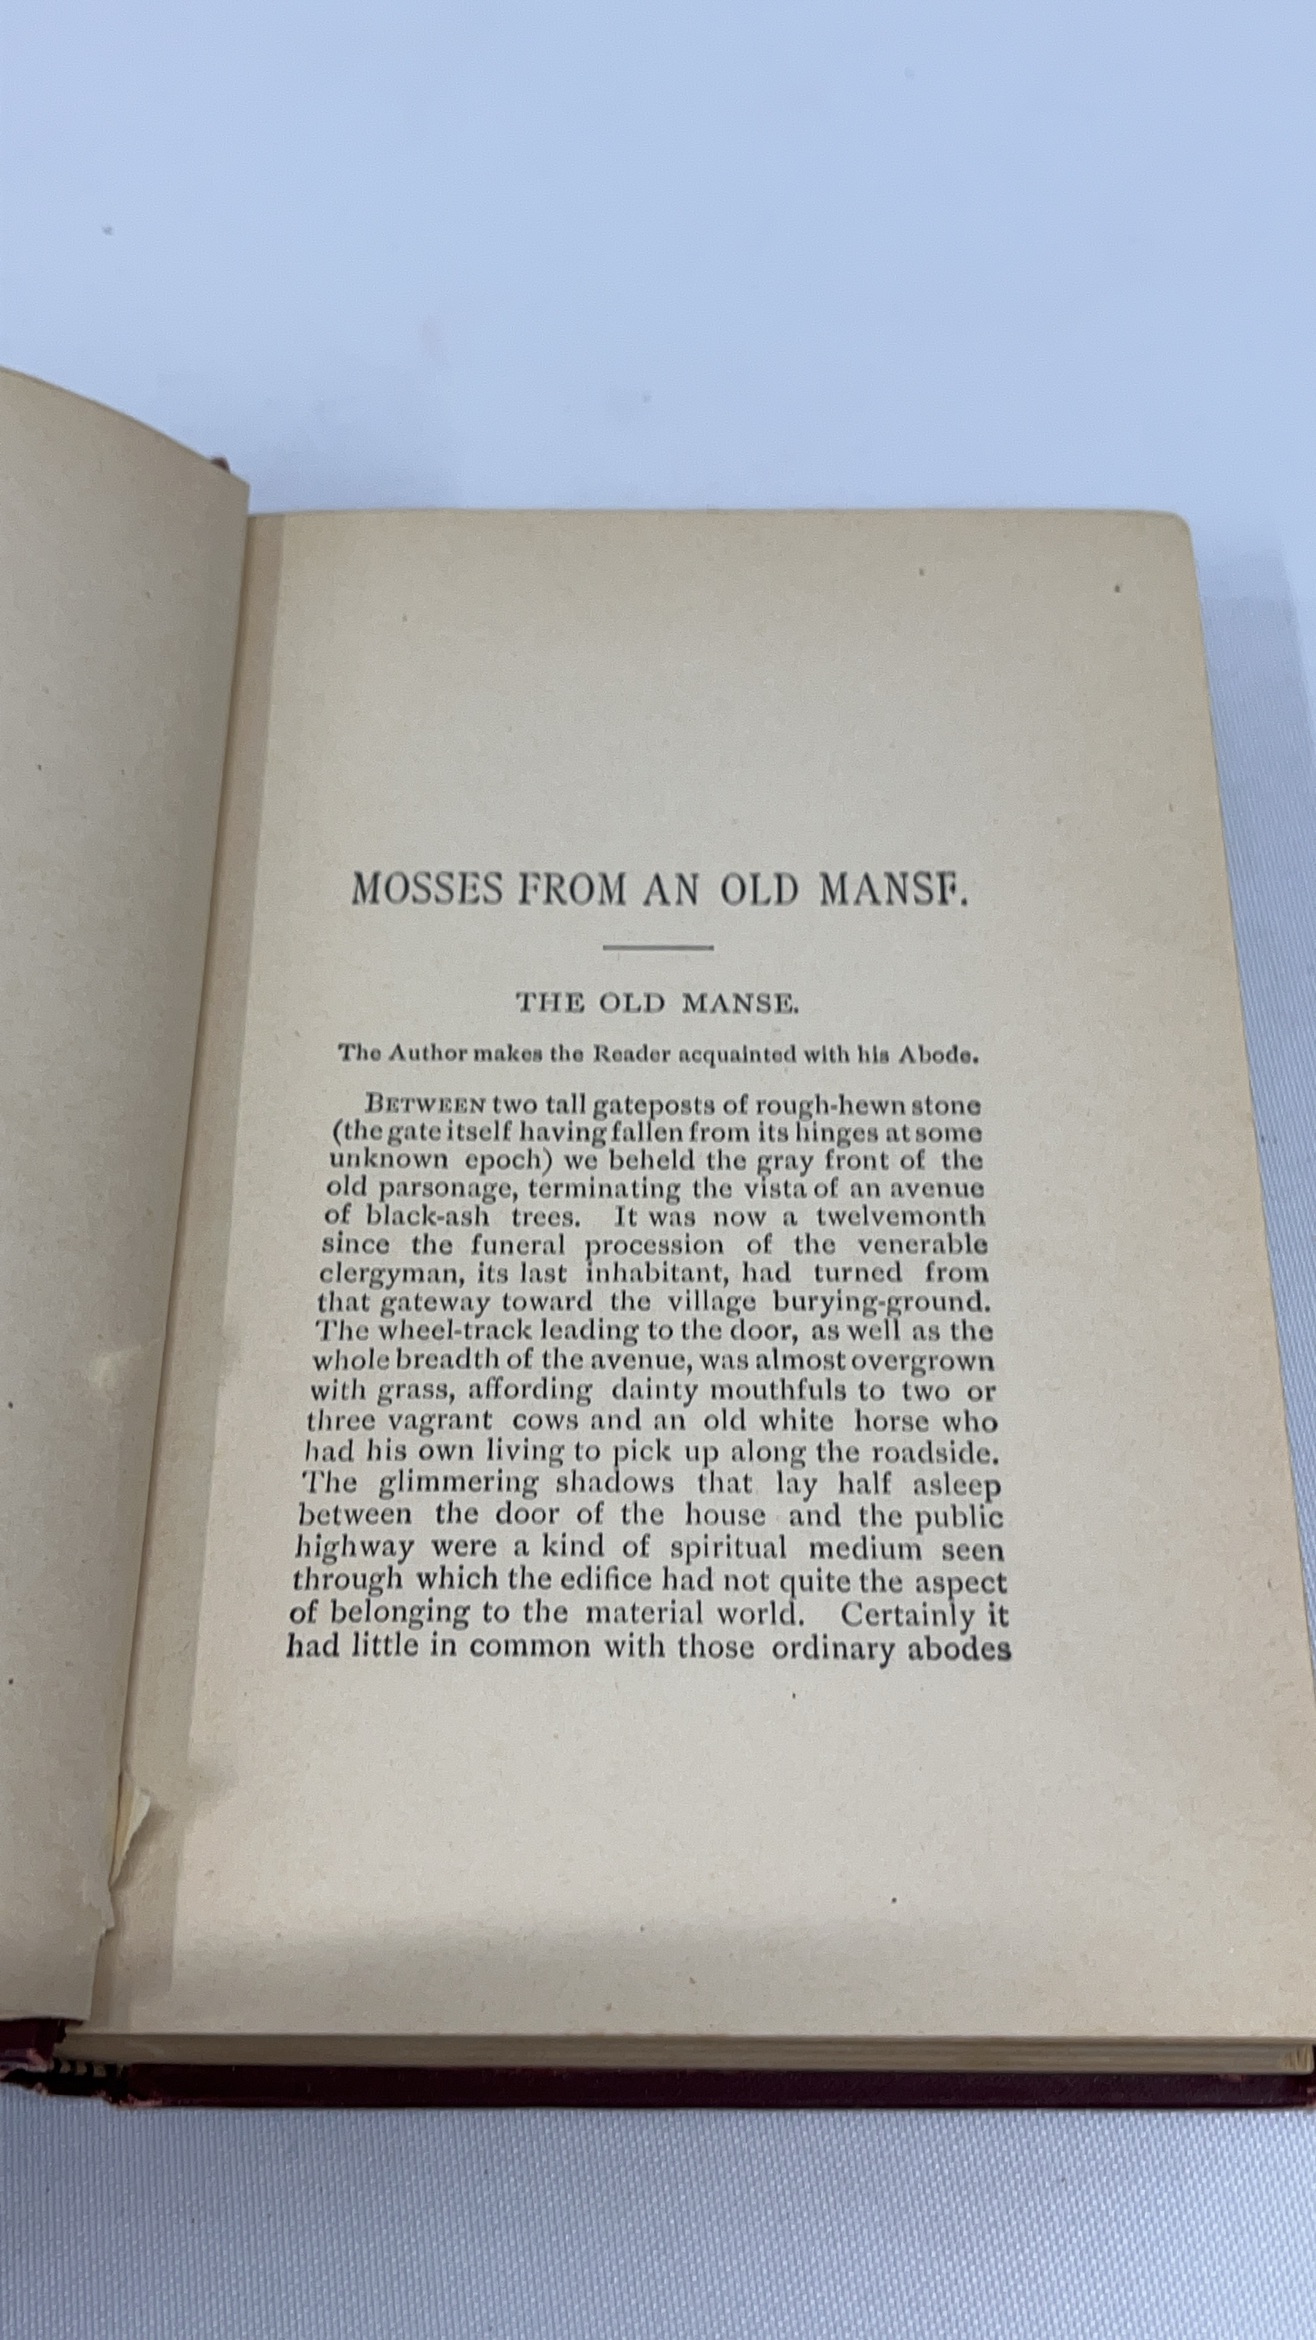 MOSSES FROM AN OLD MANSE.
THE OLD MANSE.
The Author makes the Reader acquainted with his Abode.
BETWEEN two tall gateposts of rough-hewn stone
(the gate itself having fallen from its hinges at some
unknown epoch) we beheld the gray front of the
old parsonage, terminating the vista of an avenue
of black-ash trees. It was now a twelvemonth
since the funeral procession of the venerable
clergyman, its last inhabitant, had turned from
that gateway toward the village burying-ground.
The wheel-track leading to the door, as well as the
whole breadth of the avenue, was almost overgrown
with grass, affording dainty mouthfuls to two or
three vagrant cows and an old white horse who
had his own living to pick up along the roadside.
The glimmering shadows that lay half asleep
between the door of the house and the public
highway were a kind of spiritual medium seen
through which the edifice had not quite the aspect
of belonging to the material world. Certainly it
had little in common with those ordinary abodes